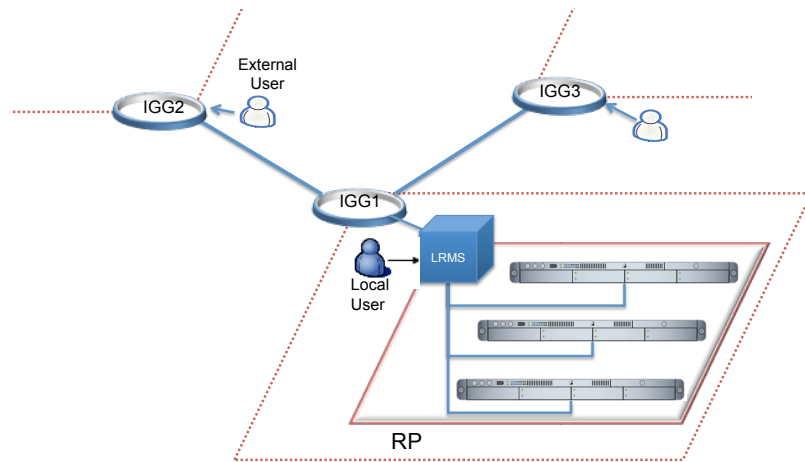 External
User
IGG2
IGG3
IGG1
LRMS
Local
User
RP